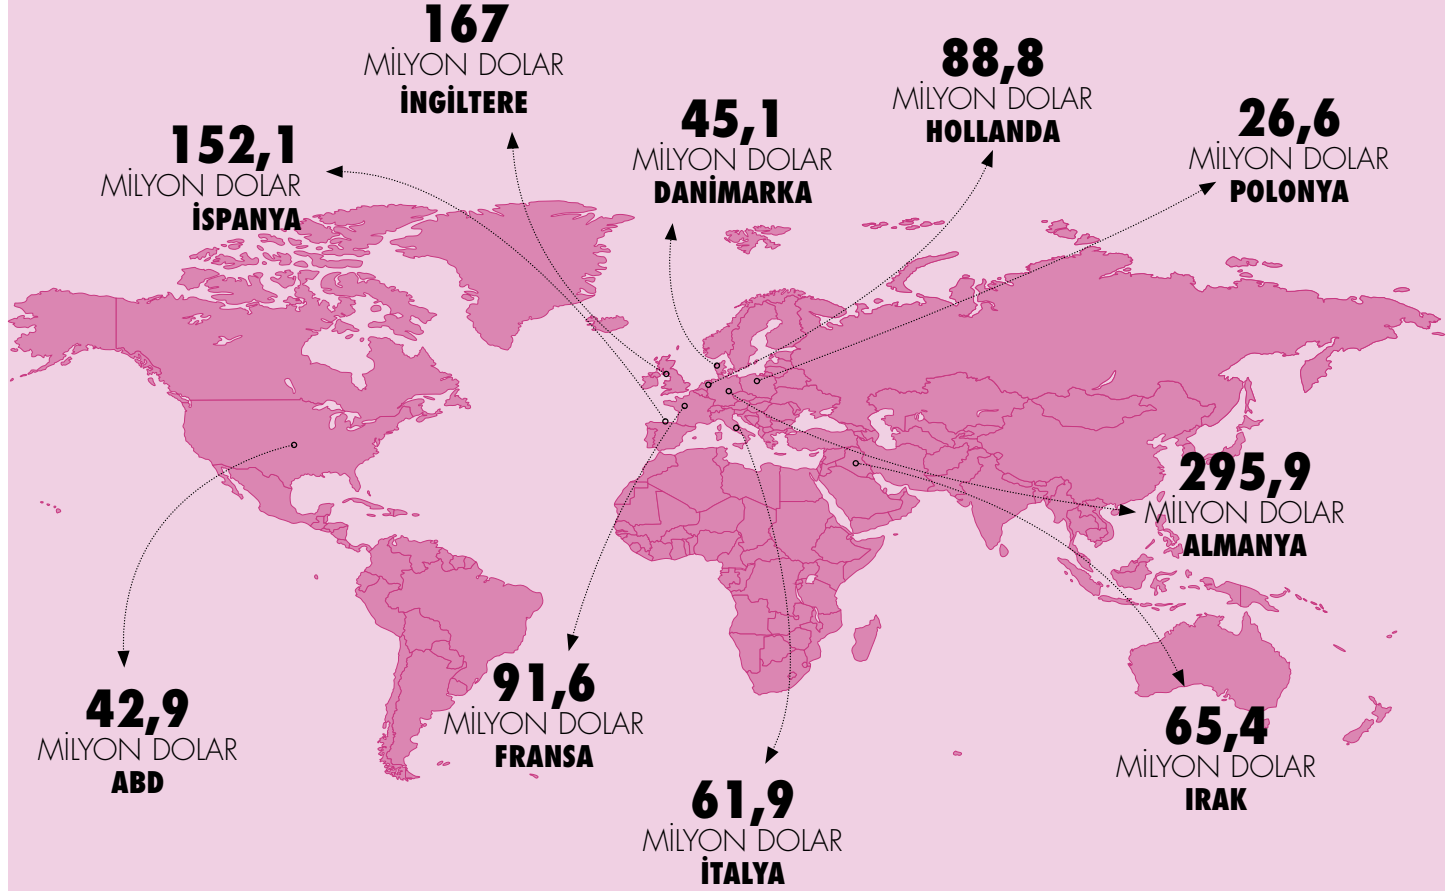 167
MİLYON DOLAR
İNGİLTERE
88,8
MİLYON DOLAR
HOLLANDA
152,1
MİLYON DOLAR
İSPANYA
45,1
MİLYON DOLAR
DANİMARKA
26,6
MİLYON DOLAR
POLONYA
295,9
MİLYON DOLAR
ALMANYA
42,9
MİLYON DOLAR
ABD
91,6
MİLYON DOLAR
FRANSA
65,4
MİLYON DOLAR
IRAK
61,9
MİLYON DOLAR
İTALYA